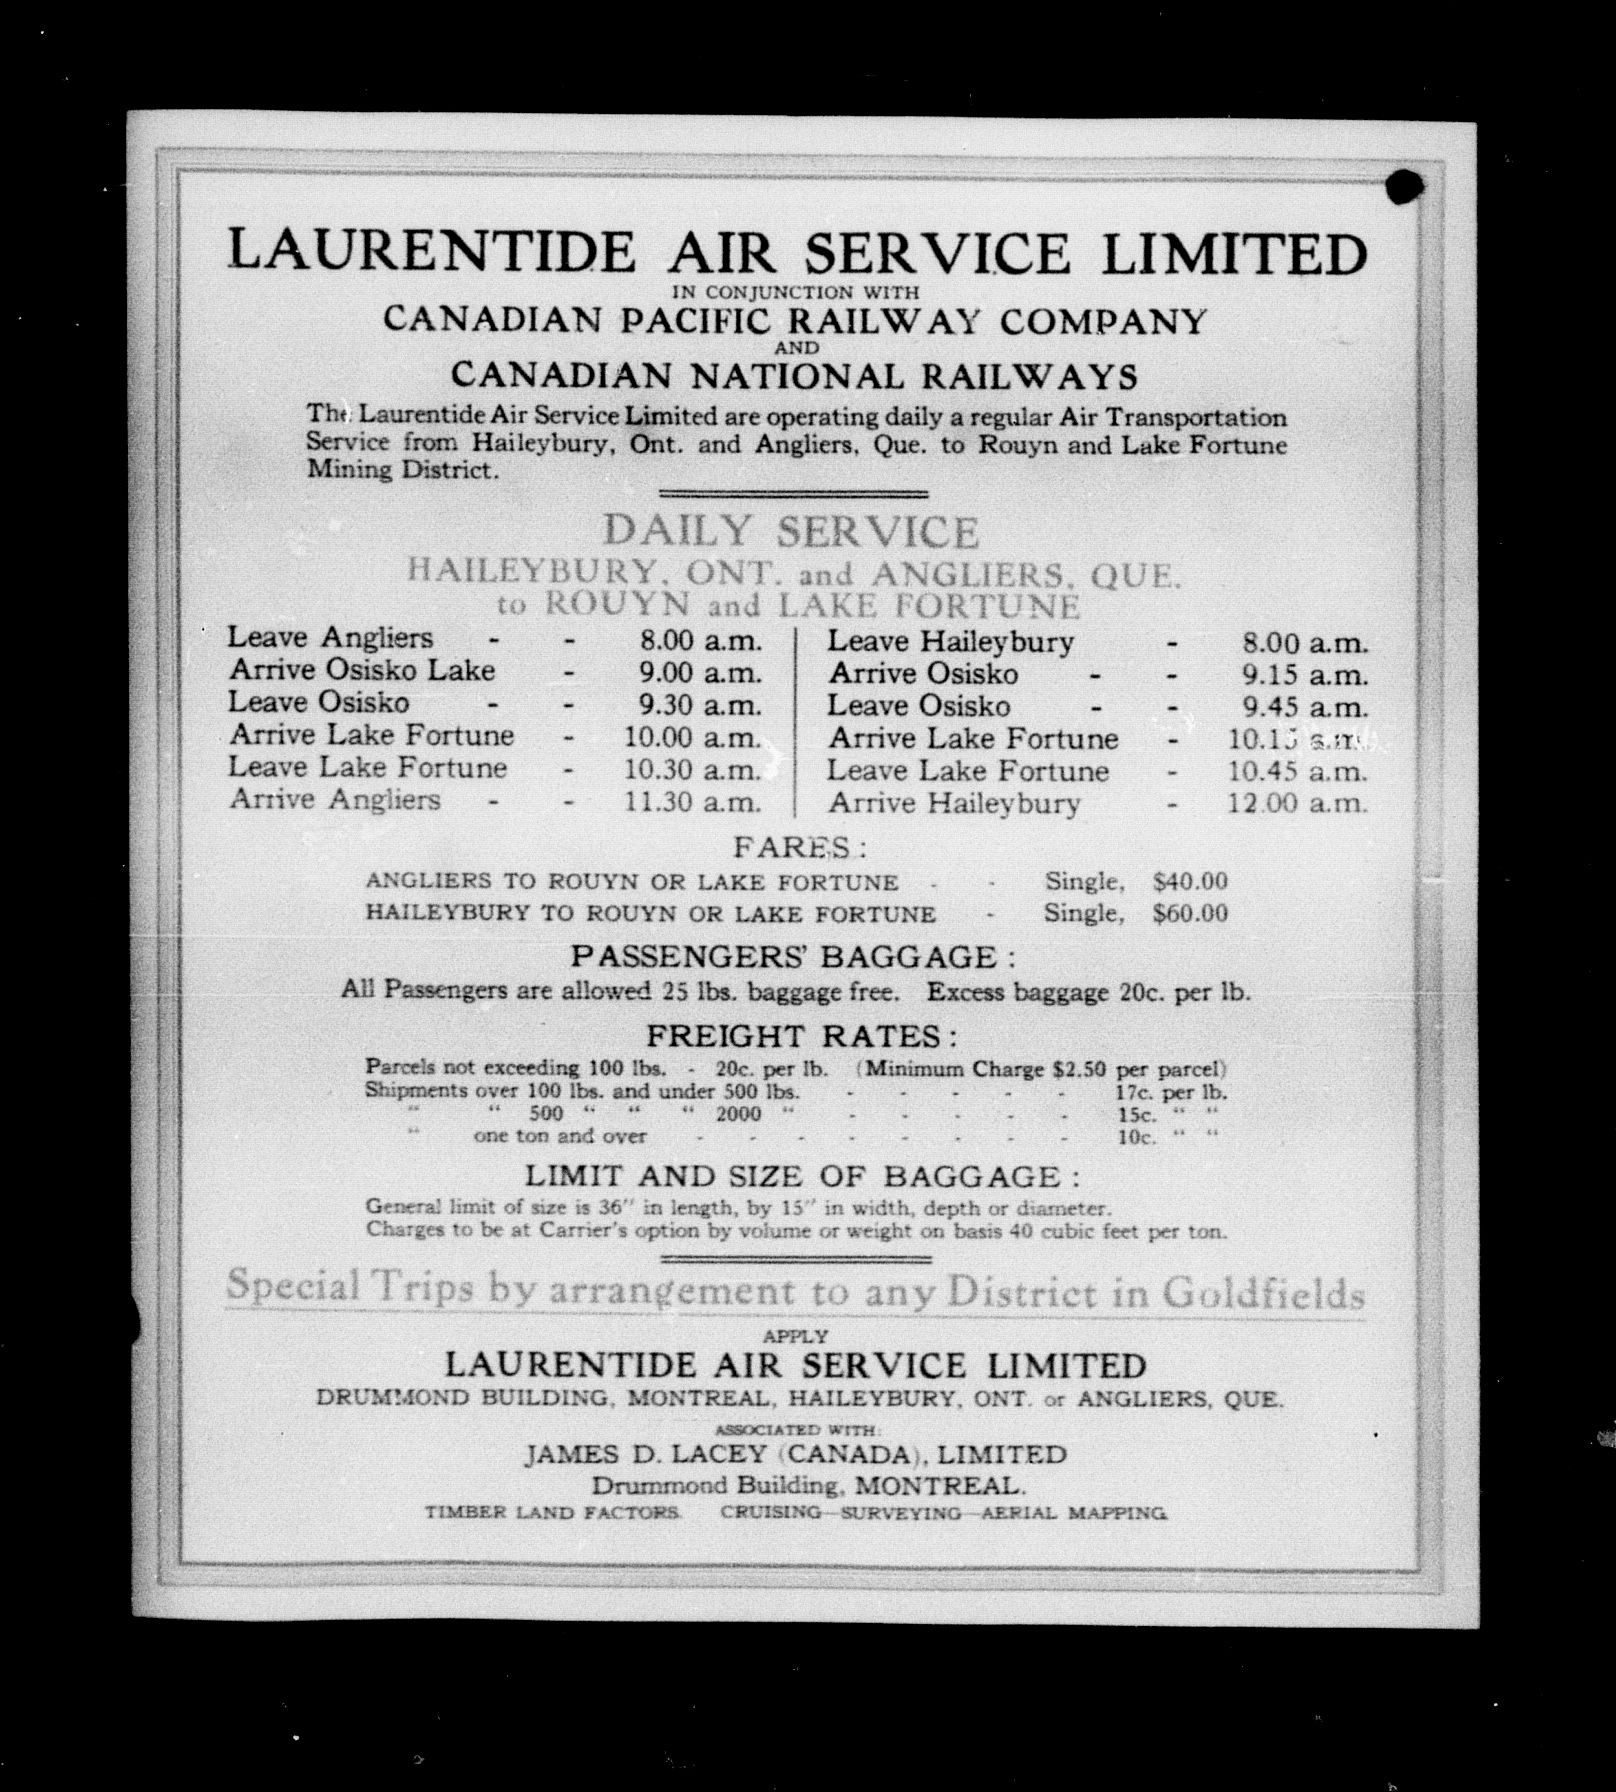 LAURENTIDE AIR SERVICE LIMITED
IN CONJUNCTION WITH
CANADIAN PACIFIC RAILWAY COMPANY
AND
CANADIAN NATIONAL RAILWAYS
The Laurentide Air Service Limited are operating daily a regular Air Transportation
Service from Haileybury, Ont. and Angliers, Que. to Rouyn and Lake Fortune
Mining District.
DAILY SERVICE
HAILEYBURY, ONT. and ANGLIERS, QUE.
to ROUYN and LAKE FORTUNE
Leave Angliers - - 8.00 a.m.
Arrive Osisko Lake - 9.00 a.m.
Leave Osisko - - 9.30 a.m.
Arrive Lake Fortune - 10.00 a.m.
Leave Lake Fortune - 10.30 a.m.
Arrive Angliers - - 11.30 a.m.
Leave Haileybury - 8.00 a.m.
Arrive Osisko - - 9.15 a.m.
Leave Osisko - - 9.45 a.m.
Arrive Lake Fortune - 10.15 a.m.
Leave Lake Fortune - 10.45 a.m.
Arrive Haileybury - 12.00 a.m.
FARES:
ANGLIERS TO ROUYN OR LAKE FORTUNE - - Single, $40.00
HAILEYBURY TO ROUYN OR LAKE FORTUNE - Single, $60.00
PASSENGERS' BAGGAGE:
All Passengers are allowed 25 lbs. baggage free. Excess baggage 20c. per lb.
FREIGHT RATES:
Parcels not exceeding 100 lbs. - 20c. per lb. (Minimum Charge $2.50 per parcel)
Shipments over 100 lbs. and under 500 lbs. - - - - - 17c. per lb.
" " 500 " " " 2000 " - - - - - 15c. " "
" one ton and over - - - - - - - - 10c. " "
LIMIT AND SIZE OF BAGGAGE:
General limit of size is 36" in length, by 15" in width, depth or diameter.
Charges to be at Carrier's option by volume or weight on basis 40 cubic feet per ton.
Special Trips by arrangement to any District in Goldfields
APPLY
LAURENTIDE AIR SERVICE LIMITED
DRUMMOND BUILDING, MONTREAL, HAILEYBURY, ONT. or ANGLIERS, QUE.
ASSOCIATED WITH:
JAMES D. LACEY (CANADA), LIMITED
Drummond Building, MONTREAL.
TIMBER LAND FACTORS. CRUISING—SURVEYING—AERIAL MAPPING